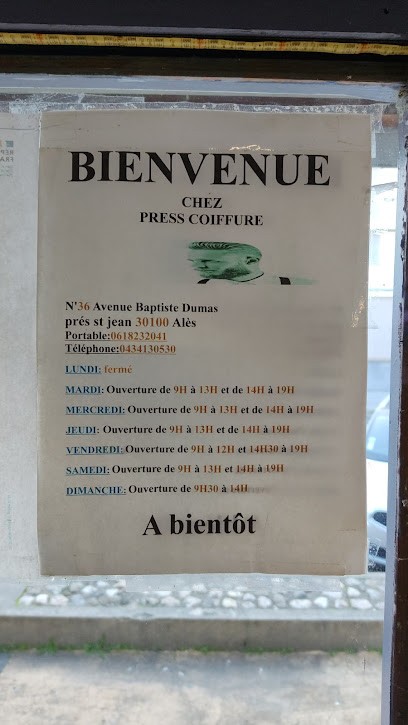 BIENVENUE
CHEZ
PRESS COIFFURE
N'36 Avenue Baptiste Dumas
prés st jean 30100 Alès
Portable:0618232041
Téléphone:0434130530
LUNDI: fermé
MARDI: Ouverture de 9H à 13H et de 14H à 19H
MERCREDI: Ouverture de 9H à 13H et de 14H à 19H
JEUDI: Ouverture de 9H à 13H et de 14H à 19H
VENDREDI: Ouverture de 9H à 12H et 14H30 à 19H
SAMEDI: Ouverture de 9H à 13H et 14H à 19H
DIMANCHE: Ouverture de 9H30 à 14H
A bientôt